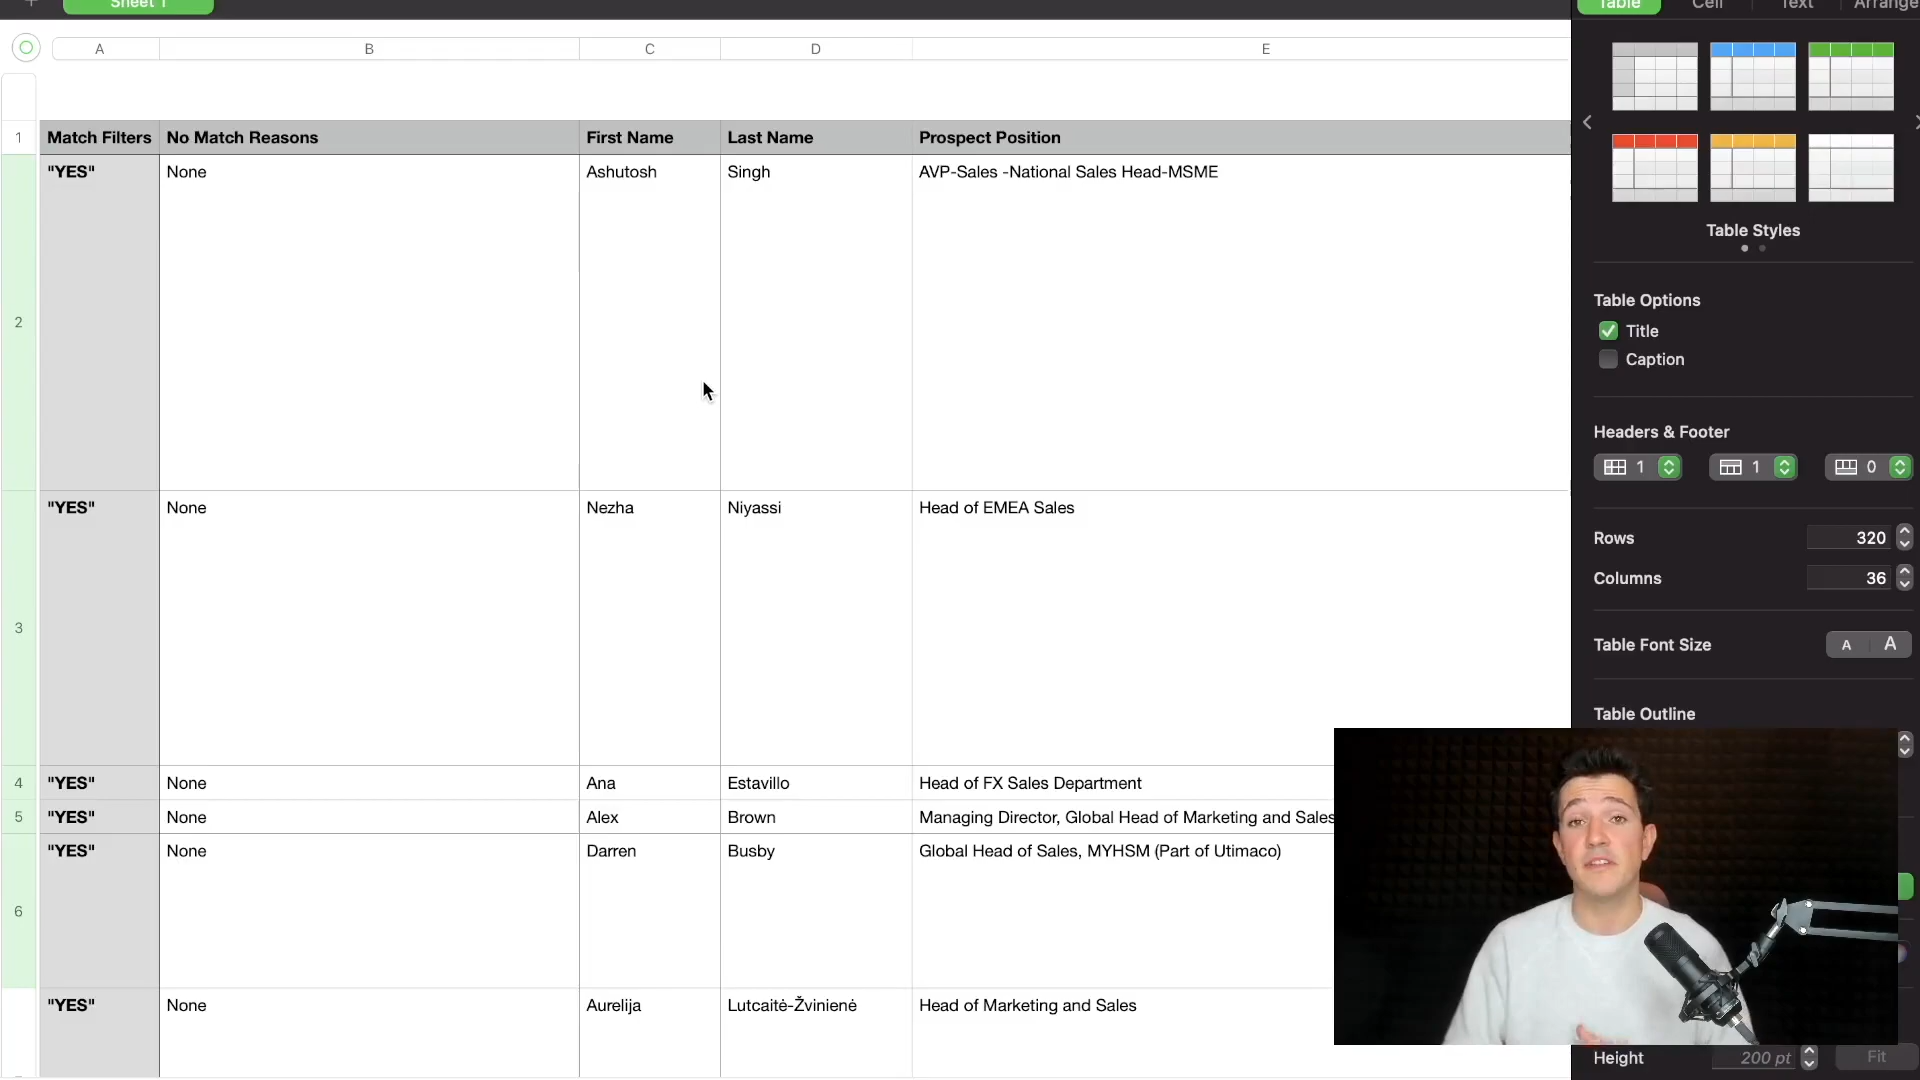 Sheet 1
Table Cell Text Arrange
A B C D E
1 Match Filters No Match Reasons First Name Last Name Prospect Position
2 "YES" None Ashutosh Singh AVP-Sales -National Sales Head-MSME
3 "YES" None Nezha Niyassi Head of EMEA Sales
4 "YES" None Ana Estavillo Head of FX Sales Department
5 "YES" None Alex Brown Managing Director, Global Head of Marketing and Sales
6 "YES" None Darren Busby Global Head of Sales, MYHSM (Part of Utimaco)
"YES" None Aurelija Lutcaitė-Žvinienė Head of Marketing and Sales
Table Styles
Table Options
Title
Caption
Headers & Footer
1 1 0
Rows 320
Columns 36
Table Font Size A A
Table Outline
Height 200 pt Fit